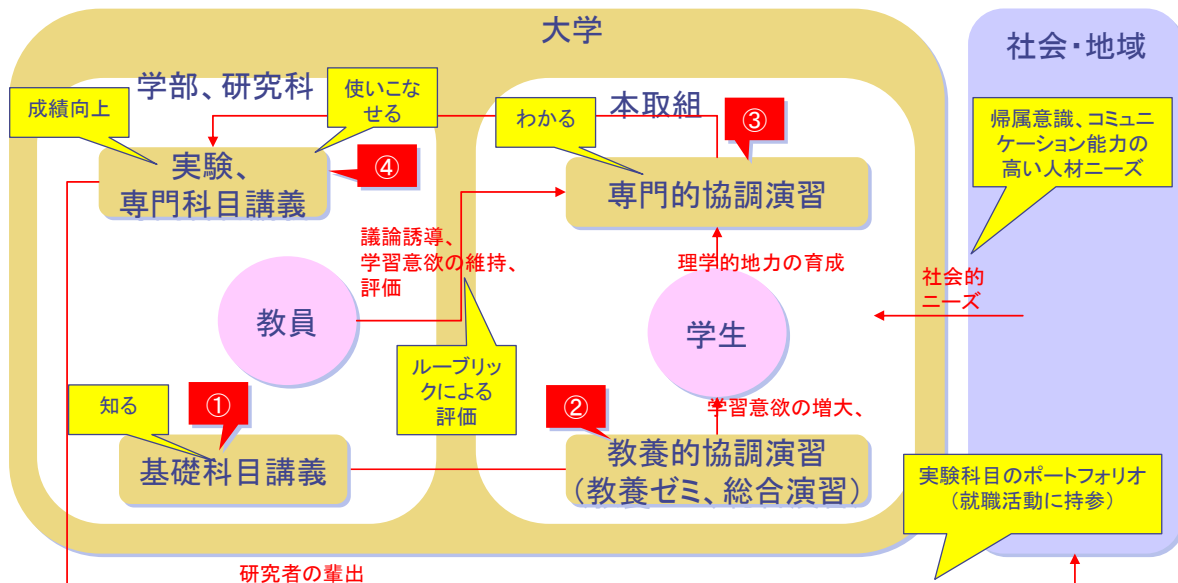 大学
社会・地域
学部、研究科
本取組
成績向上
使いこな
せる
わかる
③
帰属意識、コミュニ
ケーション能力の
高い人材ニーズ
実験、
専門科目講義
④
専門的協調演習
議論誘導、
学習意欲の維持、
評価
理学的地力の育成
社会的
ニーズ
教員
学生
ルーブリッ
クによる
評価
知る
①
②
学習意欲の増大、
基礎科目講義
教養的協調演習
（教養ゼミ、総合演習）
実験科目のポートフォリオ
（就職活動に持参）
研究者の輩出